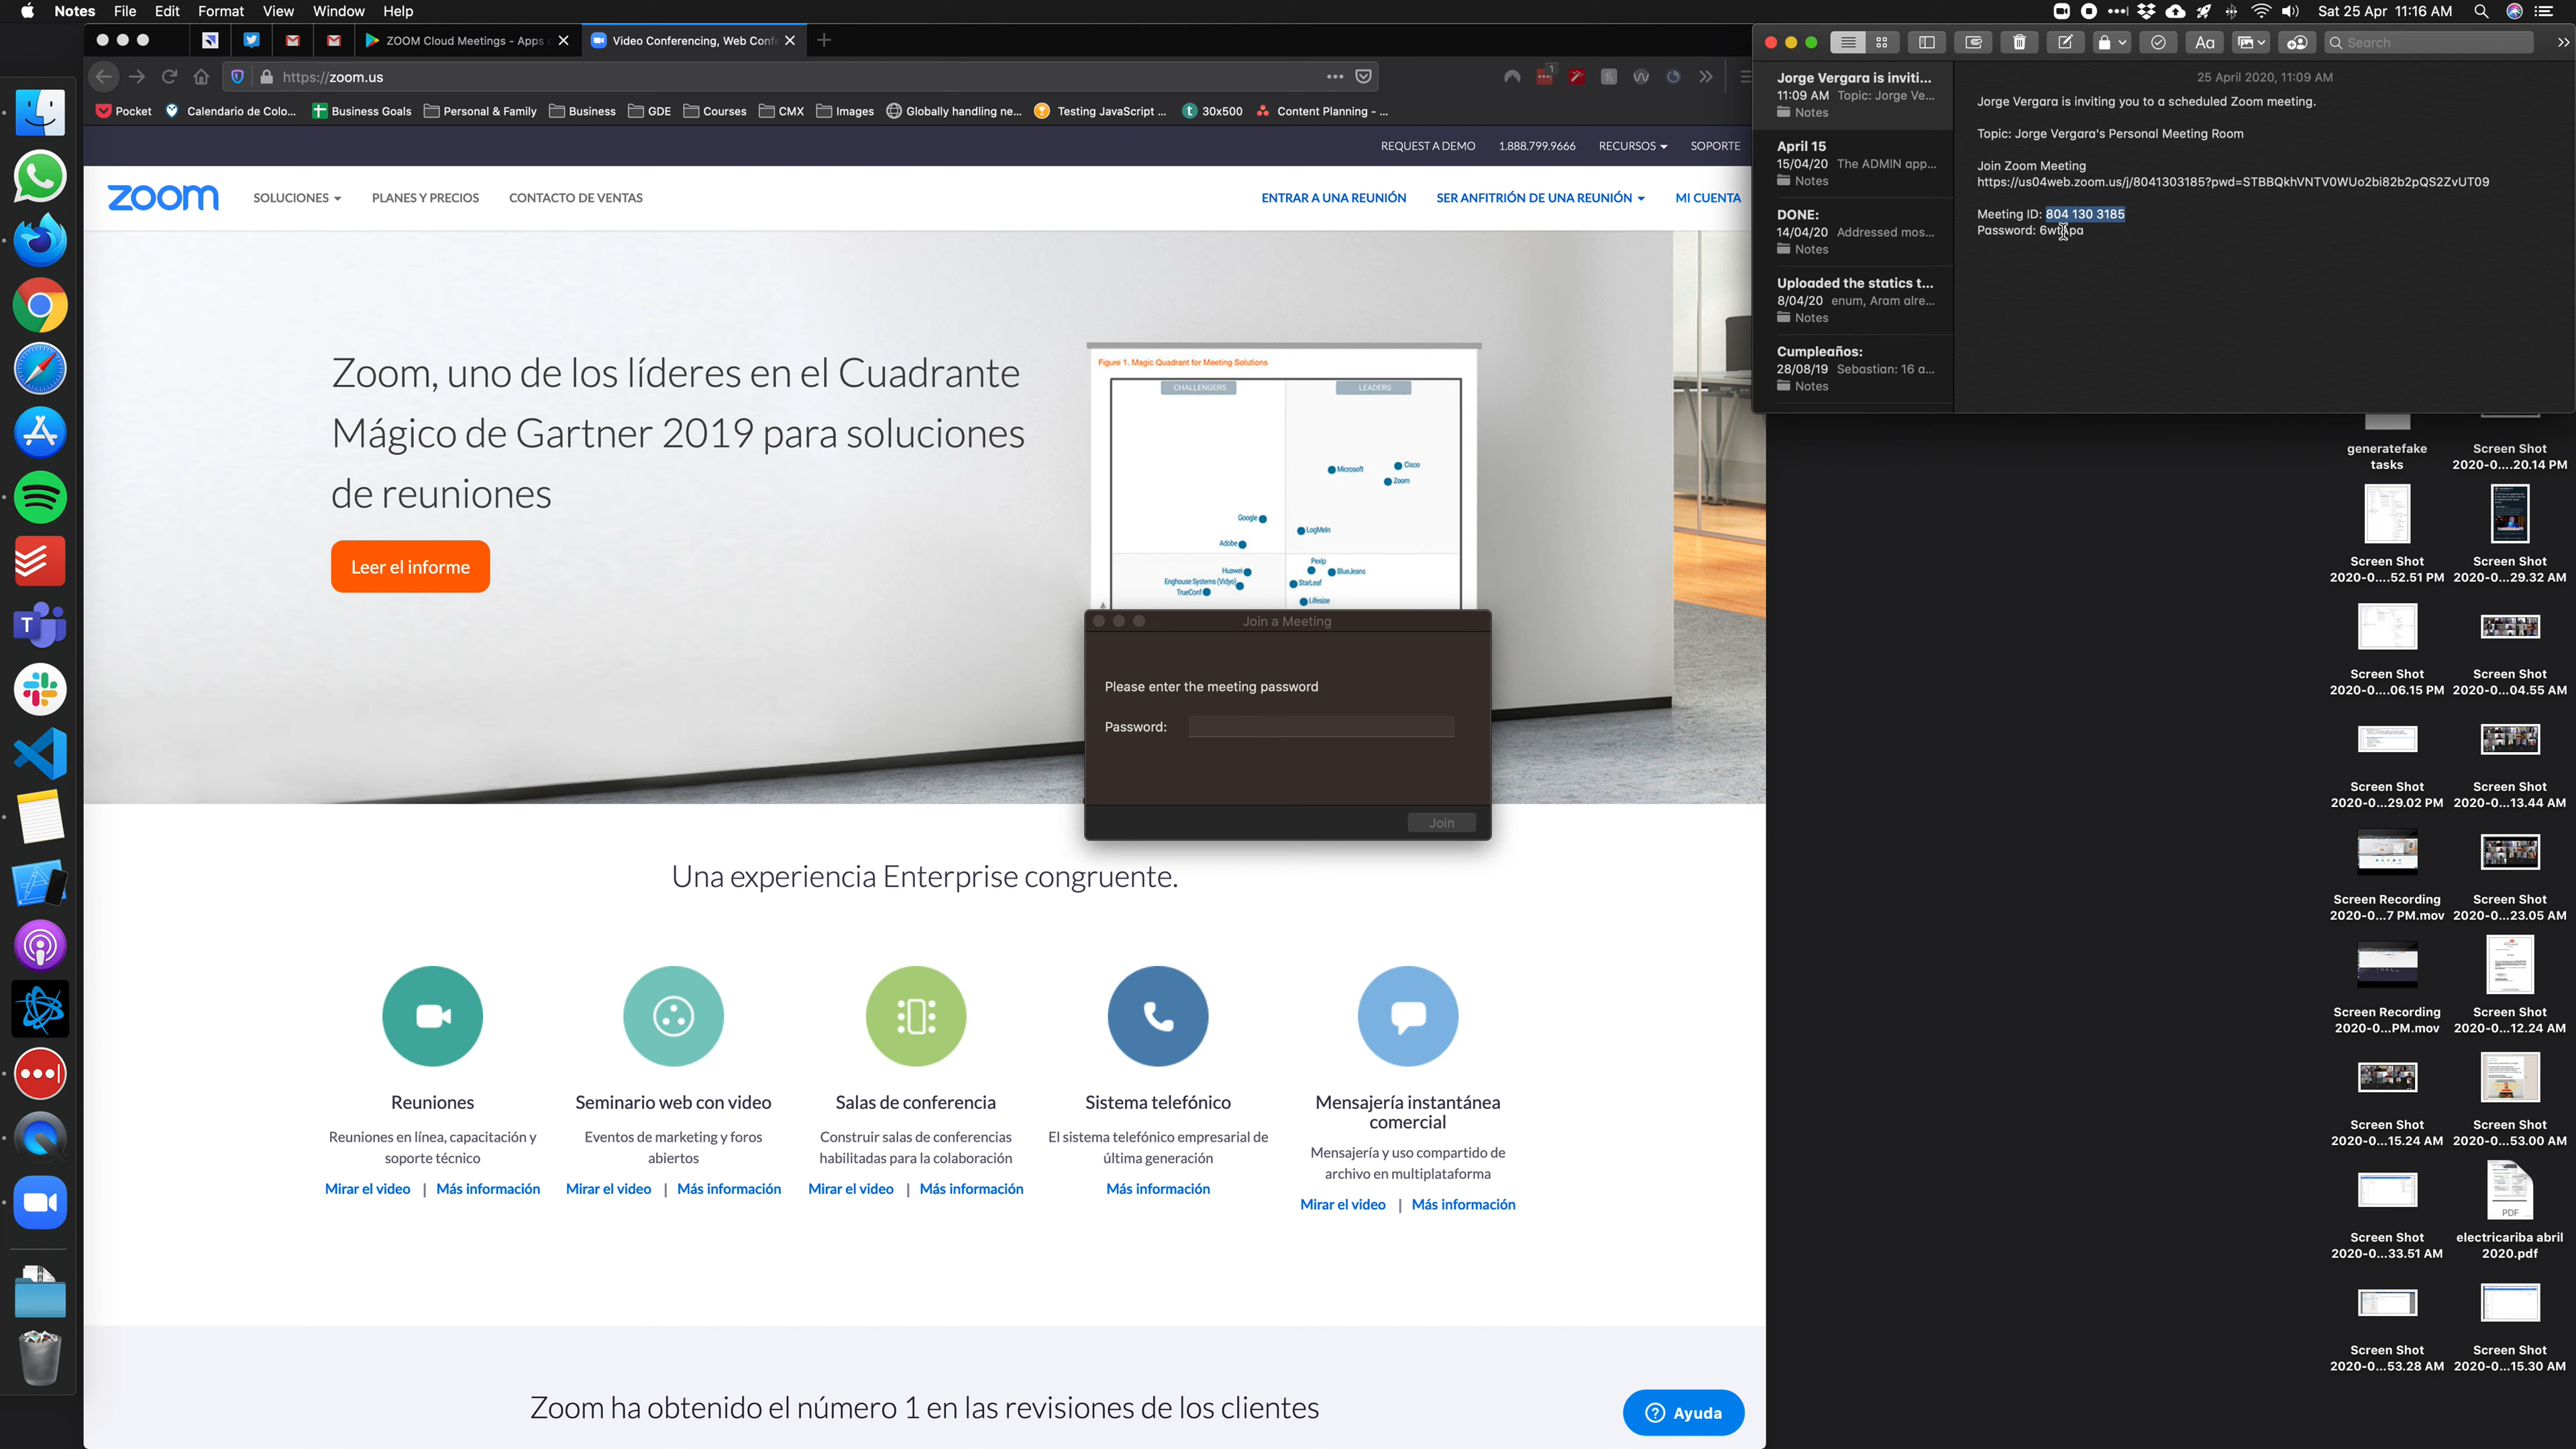 Notes File Edit Format View Window Help
Sat 25 Apr 11:16 AM
ZOOM Cloud Meetings - Apps
Video Conferencing, Web Conf
https://zoom.us
Pocket Calendario de Colo... Business Goals Personal & Family Business GDE Courses CMX Images Globally handling ne... Testing JavaScript ... 30x500 Content Planning - ...
REQUEST A DEMO 1.888.799.9666 RECURSOS SOPORTE
zoom SOLUCIONES PLANES Y PRECIOS CONTACTO DE VENTAS ENTRAR A UNA REUNIÓN SER ANFITRIÓN DE UNA REUNIÓN MI CUENTA
Zoom, uno de los líderes en el Cuadrante
Mágico de Gartner 2019 para soluciones
de reuniones
Leer el informe
Figure 1. Magic Quadrant for Meeting Solutions
CHALLENGERS LEADERS
Microsoft Cisco
Zoom
Google
LogMeIn
Adobe
Pexip
Huawei BlueJeans
Enghouse Systems (Vidyo) StarLeaf
TrueConf
Lifesize
Join a Meeting
Please enter the meeting password
Password:
Join
Una experiencia Enterprise congruente.
Reuniones
Reuniones en línea, capacitación y
soporte técnico
Mirar el video | Más información
Seminario web con video
Eventos de marketing y foros
abiertos
Mirar el video | Más información
Salas de conferencia
Construir salas de conferencias
habilitadas para la colaboración
Mirar el video | Más información
Sistema telefónico
El sistema telefónico empresarial de
última generación
Más información
Mensajería instantánea
comercial
Mensajería y uso compartido de
archivo en multiplataforma
Mirar el video | Más información
Zoom ha obtenido el número 1 en las revisiones de los clientes
Ayuda
Search
Jorge Vergara is inviti...
11:09 AM Topic: Jorge Ve...
Notes
April 15
15/04/20 The ADMIN app...
Notes
DONE:
14/04/20 Addressed mos...
Notes
Uploaded the statics t...
8/04/20 enum, Aram alre...
Notes
Cumpleaños:
28/08/19 Sebastian: 16 a...
Notes
25 April 2020, 11:09 AM
Jorge Vergara is inviting you to a scheduled Zoom meeting.
Topic: Jorge Vergara's Personal Meeting Room
Join Zoom Meeting
https://us04web.zoom.us/j/8041303185?pwd=STBBQkhVNTV0WUo2bi82b2pQS2ZvUT09
Meeting ID: 804 130 3185
Password:
generatefake
tasks
Screen Shot
2020-0....20.14 PM
Screen Shot
2020-0....52.51 PM
Screen Shot
2020-0...29.32 AM
Screen Shot
2020-0....06.15 PM
Screen Shot
2020-0...04.55 AM
Screen Shot
2020-0...29.02 PM
Screen Shot
2020-0...13.44 AM
Screen Recording
2020-0...7 PM.mov
Screen Shot
2020-0...23.05 AM
Screen Recording
2020-0...PM.mov
Screen Shot
2020-0...12.24 AM
Screen Shot
2020-0...15.24 AM
Screen Shot
2020-0...53.00 AM
Screen Shot
2020-0...33.51 AM
PDF
electricariba abril
2020.pdf
Screen Shot
2020-0...53.28 AM
Screen Shot
2020-0...15.30 AM